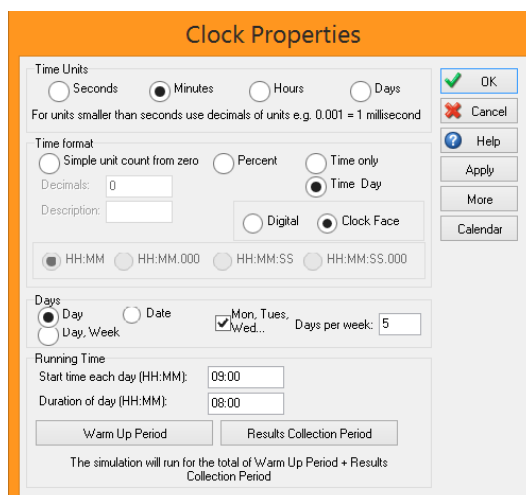 Clock Properties
Time Units
Seconds Minutes Hours Days
For units smaller than seconds use decimals of units e.g. 0.001 = 1 millisecond
OK
Cancel
Help
Apply
More
Calendar
Time format
Simple unit count from zero Percent Time only
Decimals: 0 Time Day
Description:
Digital Clock Face
HH:MM HH:MM.000 HH:MM:SS HH:MM:SS.000
Days
Day Date Mon, Tues,
Day, Week Wed... Days per week: 5
Running Time
Start time each day (HH:MM): 09:00
Duration of day (HH:MM): 08:00
Warm Up Period Results Collection Period
The simulation will run for the total of Warm Up Period + Results
Collection Period